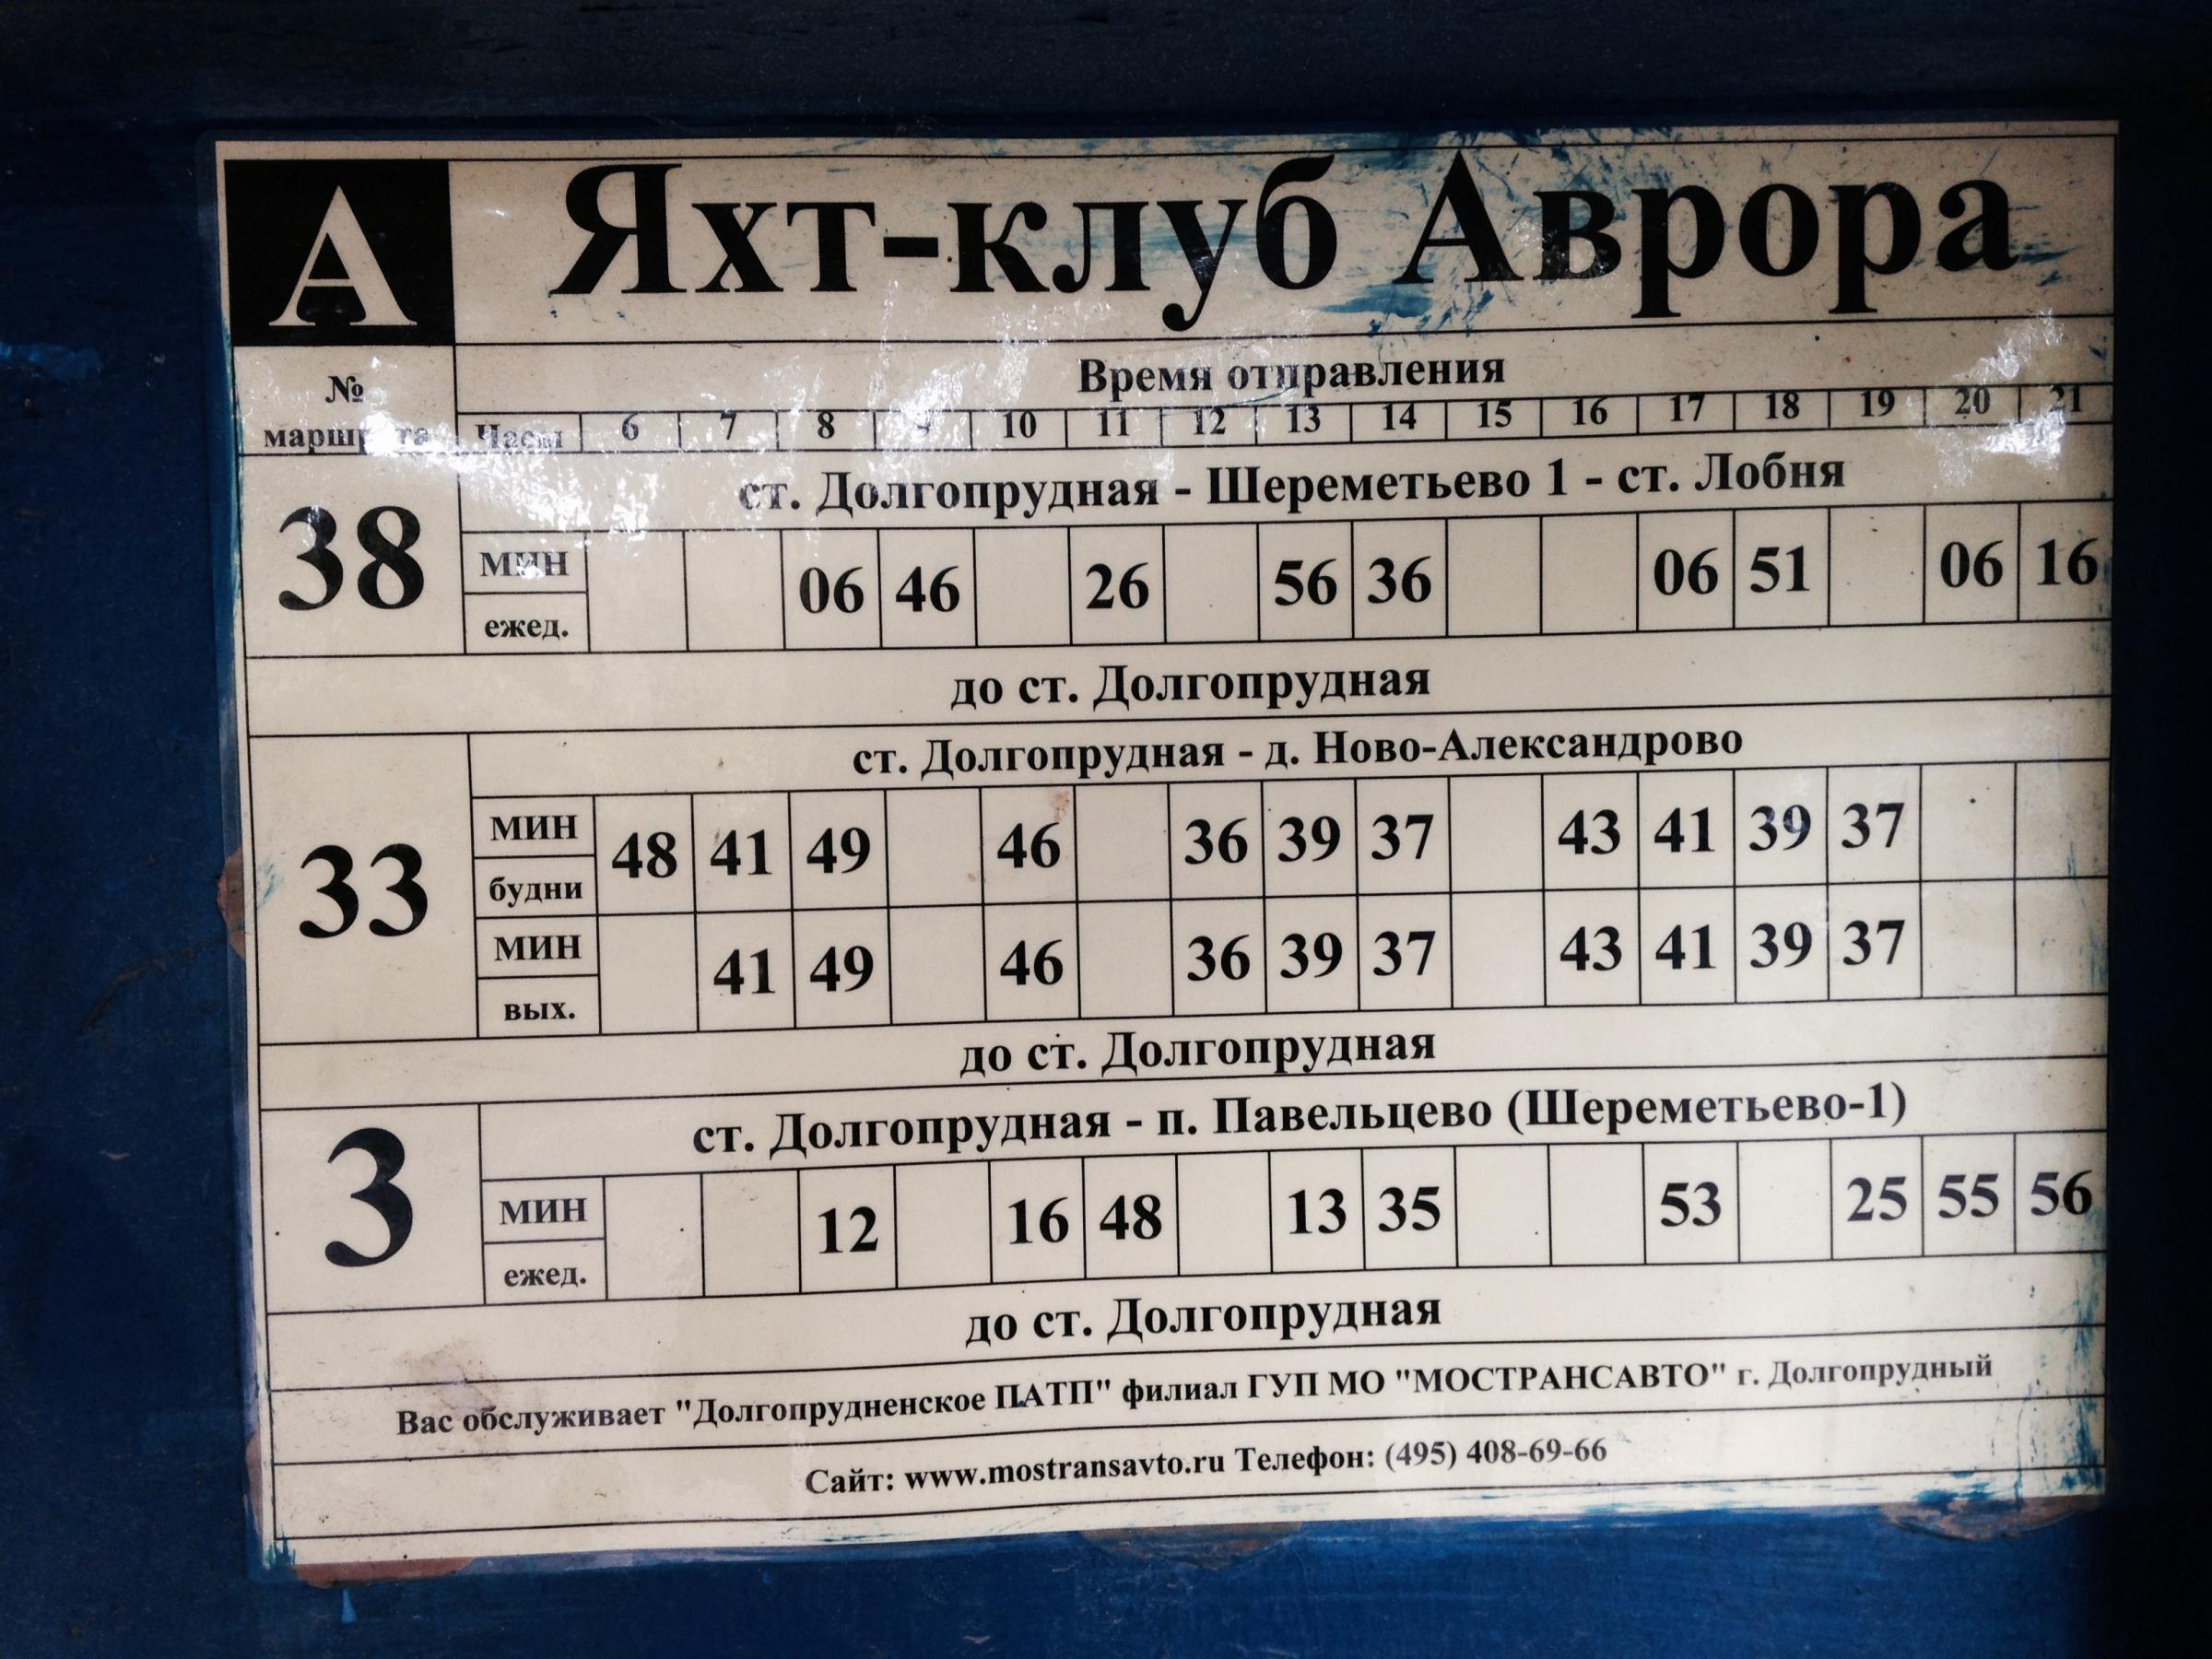 А Яхт-клуб Аврора
Время отправления
№
маршрута Часы 6 7 8 9 10 11 12 13 14 15 16 17 18 19 20 21
ст. Долгопрудная - Шереметьево 1 - ст. Лобня
38
мин 06 46 26 56 36 06 51 06 16
ежед.
до ст. Долгопрудная
ст. Долгопрудная - д. Ново-Александрово
33
мин 48 41 49 46 36 39 37 43 41 39 37
будни
мин 41 49 46 36 39 37 43 41 39 37
вых.
до ст. Долгопрудная
ст. Долгопрудная - п. Павельцево (Шереметьево-1)
3
мин 12 16 48 13 35 53 25 55 56
ежед.
до ст. Долгопрудная
Вас обслуживает "Долгопрудненское ПАТП" филиал ГУП МО "МОСТРАНСАВТО" г. Долгопрудный
Сайт: www.mostransavto.ru Телефон: (495) 408-69-66